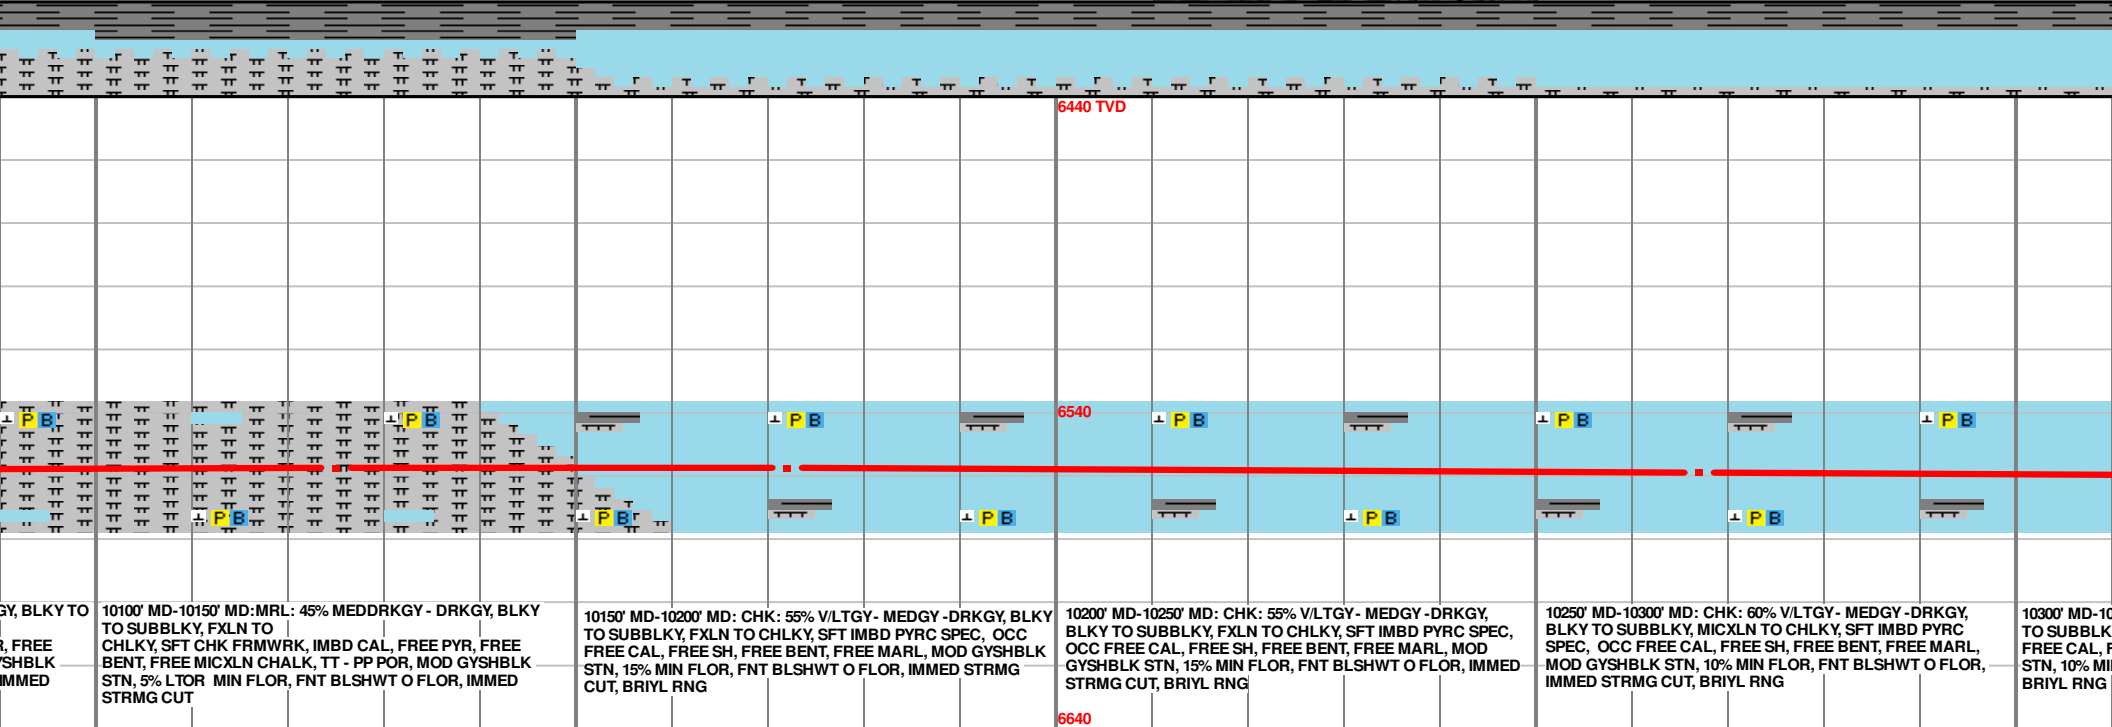 6440 TVD
6540
P B
P B
P B
P B
P B
P B
P B
P B
P B
P B
P B
GY, BLKY TO
R, FREE
YSHBLK
IMMED
10100' MD-10150' MD:MRL: 45% MEDDRKGY - DRKGY, BLKY
TO SUBBLKY, FXLN TO
CHLKY, SFT CHK FRMWRK, IMBD CAL, FREE PYR, FREE
BENT, FREE MICXLN CHALK, TT - PP POR, MOD GYSHBLK
STN, 5% LTOR  MIN FLOR, FNT BLSHWT O FLOR, IMMED
STRMG CUT
10150' MD-10200' MD: CHK: 55% V/LTGY- MEDGY -DRKGY, BLKY
TO SUBBLKY, FXLN TO CHLKY, SFT IMBD PYRC SPEC,  OCC
FREE CAL, FREE SH, FREE BENT, FREE MARL, MOD GYSHBLK
STN, 15% MIN FLOR, FNT BLSHWT O FLOR, IMMED STRMG
CUT, BRIYL RNG
10200' MD-10250' MD: CHK: 55% V/LTGY- MEDGY -DRKGY,
BLKY TO SUBBLKY, FXLN TO CHLKY, SFT IMBD PYRC SPEC,
OCC FREE CAL, FREE SH, FREE BENT, FREE MARL, MOD
GYSHBLK STN, 15% MIN FLOR, FNT BLSHWT O FLOR, IMMED
STRMG CUT, BRIYL RNG
10250' MD-10300' MD: CHK: 60% V/LTGY- MEDGY -DRKGY,
BLKY TO SUBBLKY, MICXLN TO CHLKY, SFT IMBD PYRC
SPEC,  OCC FREE CAL, FREE SH, FREE BENT, FREE MARL,
MOD GYSHBLK STN, 10% MIN FLOR, FNT BLSHWT O FLOR,
IMMED STRMG CUT, BRIYL RNG
10300' MD-10
TO SUBBLK
FREE CAL, F
STN, 10% MI
BRIYL RNG
6640